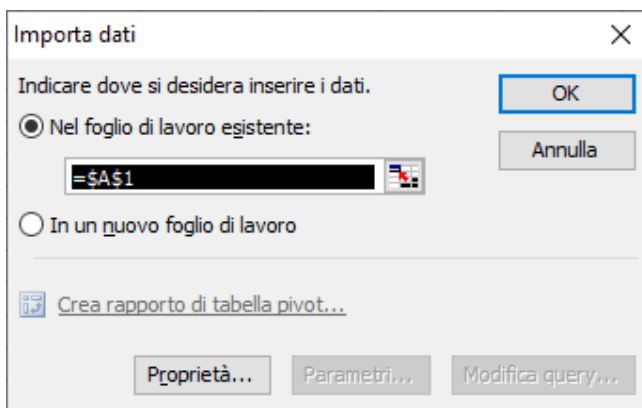 Importa dati
Indicare dove si desidera inserire i dati.
OK
Nel foglio di lavoro esistente:
Annulla
=$A$1
In un nuovo foglio di lavoro
Crea rapporto di tabella pivot...
Proprietà...
Parametri...
Modifica query...